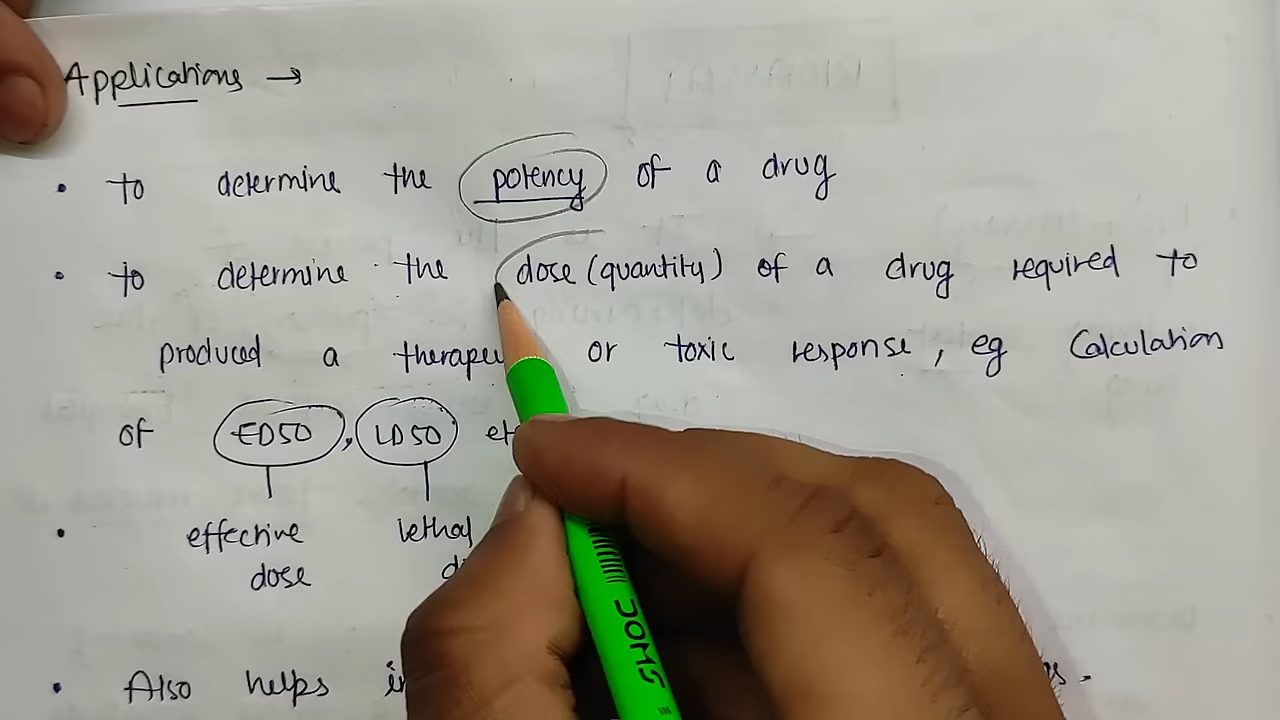 Applications →
• to determine the potency of a drug
• to determine the dose (quantity) of a drug required to
produced a or toxic response, eg Calculation
of ED50, LD50
• effective lethal
dose
• Also helps
DOMS